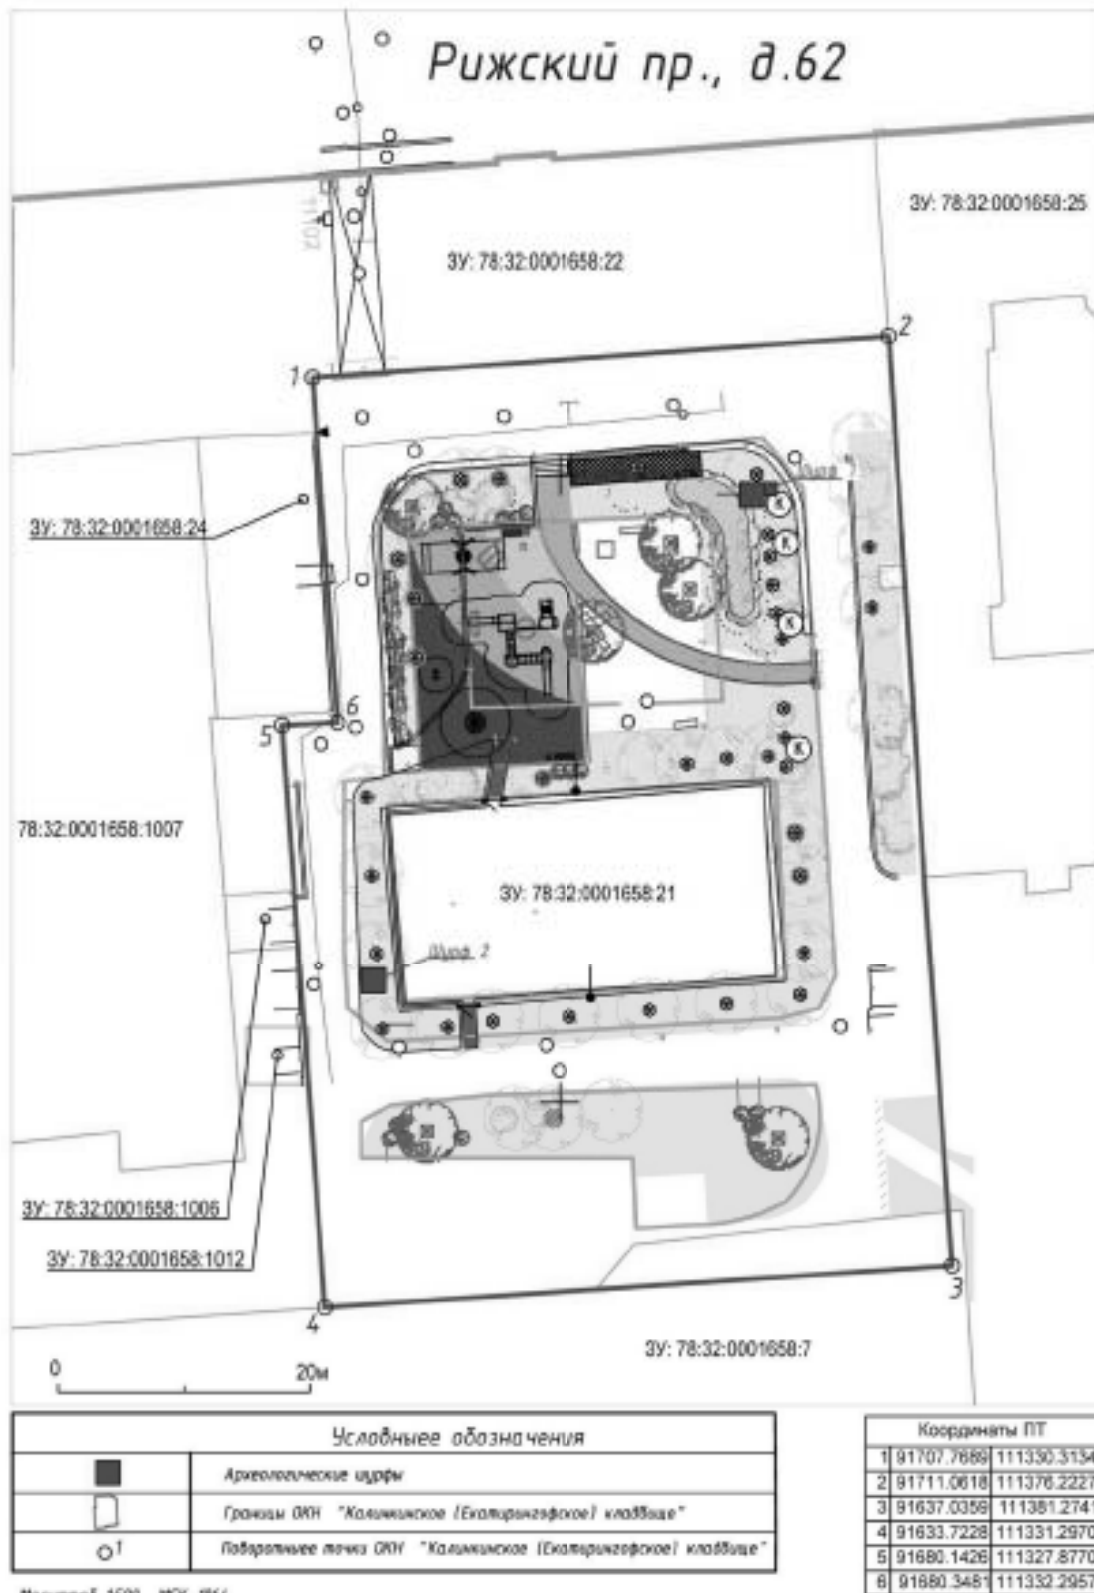 Рижский пр., д.62
ЗУ: 78:32:0001658:25
ЗУ: 78:32:0001658:22
2
1
Шурф
К
ЗУ: 78:32:0001658:24
К
К
6
5
К
78:32:0001658:1007
ЗУ: 78:32:0001658:21
Шурф 2
ЗУ: 78:32:0001658:1006
ЗУ: 78:32:0001658:1012
3
4
ЗУ: 78:32:0001658:7
0 20м
Условныее обозначения
Археологические шурфы
Границы ОКН "Калинкинское (Екатирингофское) кладбище"
1
Поворотныее точки ОКН "Калинкинское (Екатирингофское) кладбище"
Координаты ПТ
1 91707.7689 111330.3134
2 91711.0618 111376.2227
3 91637.0359 111381.2741
4 91633.7228 111331.2970
5 91680.1426 111327.8770
6 91680.3481 111332.2957